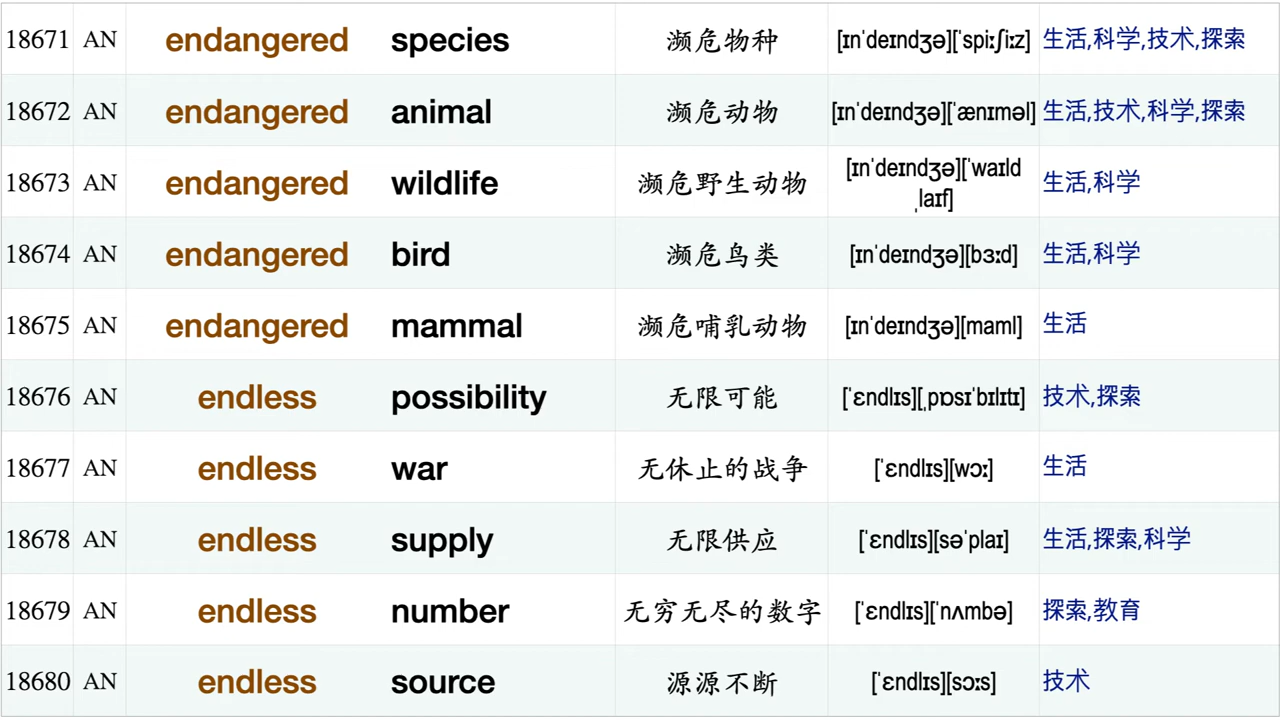 18671 AN endangered species 濒危物种 [ɪnˈdeɪndʒə][ˈspiːʃiːz] 生活,科学,技术,探索
18672 AN endangered animal 濒危动物 [ɪnˈdeɪndʒə][ˈænɪməl] 生活,技术,科学,探索
18673 AN endangered wildlife 濒危野生动物 [ɪnˈdeɪndʒə][ˈwaɪld
ˌlaɪf] 生活,科学
18674 AN endangered bird 濒危鸟类 [ɪnˈdeɪndʒə][bɜːd] 生活,科学
18675 AN endangered mammal 濒危哺乳动物 [ɪnˈdeɪndʒə][maml] 生活
18676 AN endless possibility 无限可能 [ˈɛndlɪs][ˌpɒsɪˈbɪlɪtɪ] 技术,探索
18677 AN endless war 无休止的战争 [ˈɛndlɪs][wɔː] 生活
18678 AN endless supply 无限供应 [ˈɛndlɪs][səˈplaɪ] 生活,探索,科学
18679 AN endless number 无穷无尽的数字 [ˈɛndlɪs][ˈnʌmbə] 探索,教育
18680 AN endless source 源源不断 [ˈɛndlɪs][sɔːs] 技术